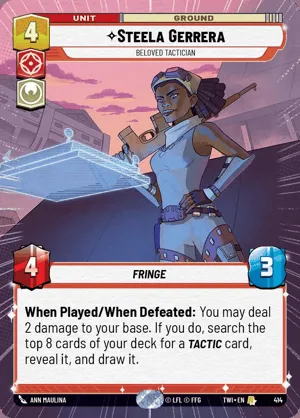 UNIT
GROUND
4
STEELA GERRERA
BELOVED TACTICIAN
4
FRINGE
3
When Played/When Defeated: You may deal
2 damage to your base. If you do, search the
top 8 cards of your deck for a TACTIC card,
reveal it, and draw it.
ANN MAULINA
© LFL © FFG
TWI • EN
414